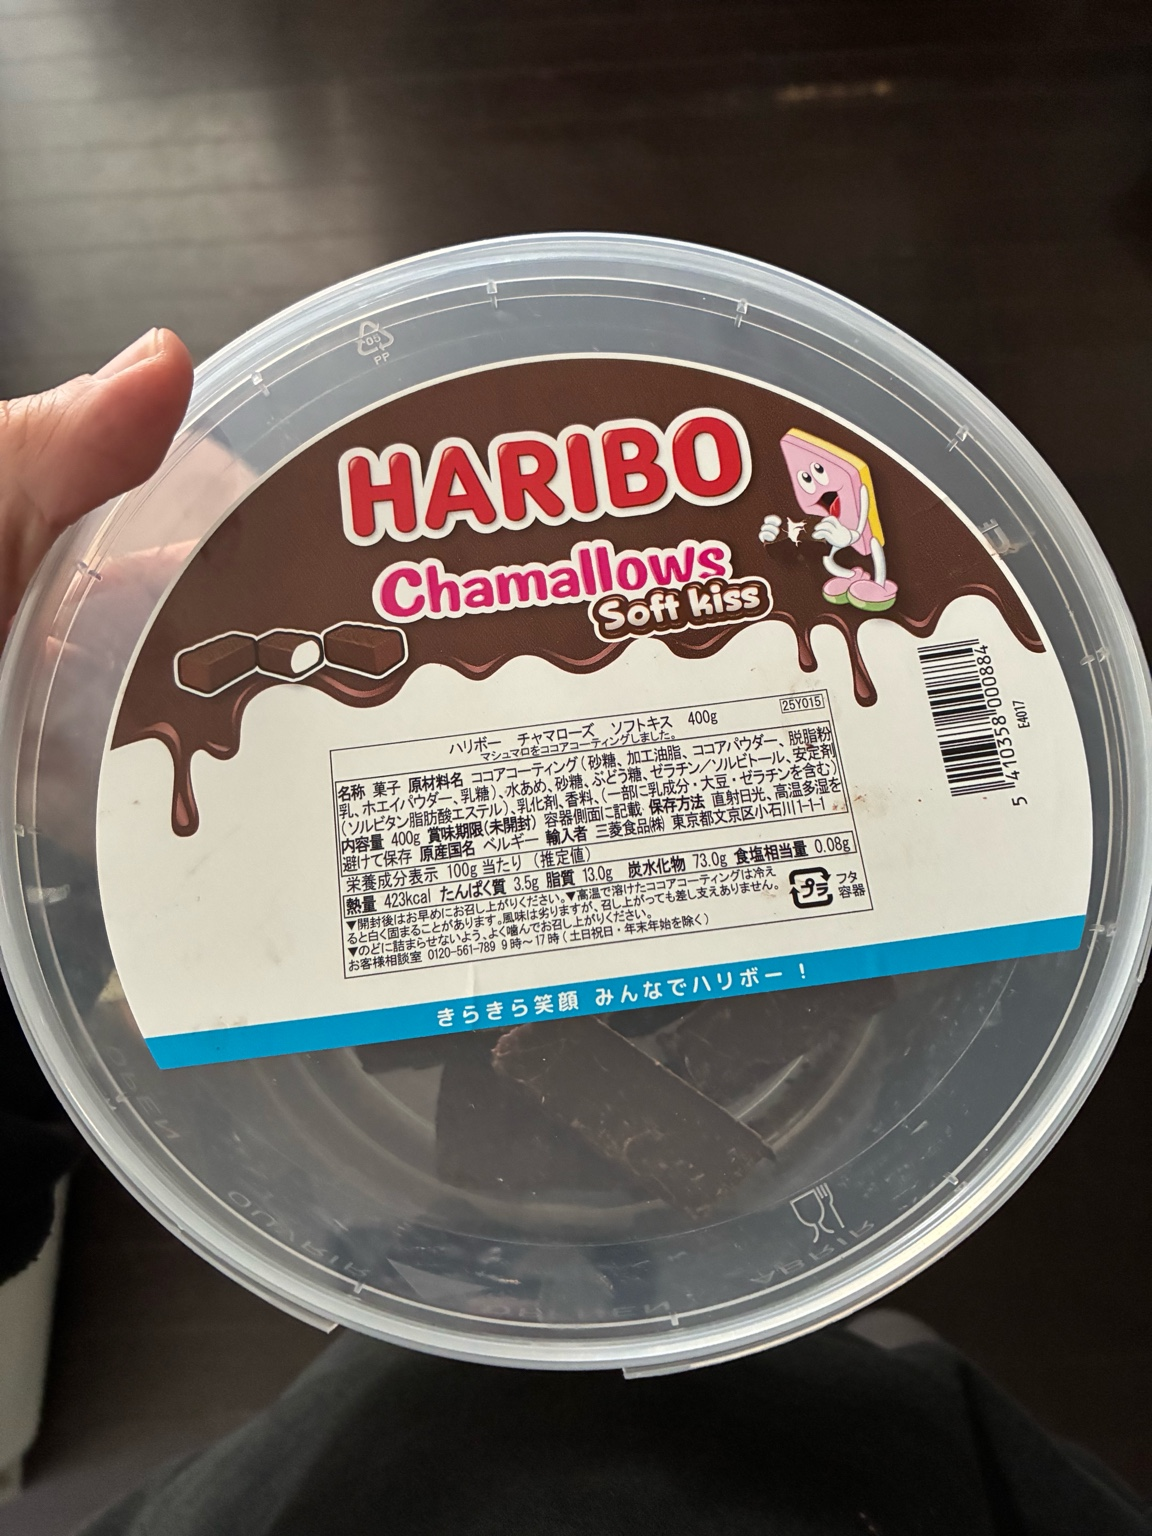 05
PP
HARIBO
Chamallows
Soft kiss
ハリボー チャマローズ ソフトキス 400g
25Y015
マシュマロをココアコーティングしました。
名称 菓子 原材料名 ココアコーティング(砂糖、加工油脂、ココアパウダー、脱脂粉
乳、ホエイパウダー、乳糖)、水あめ、砂糖、ぶどう糖、ゼラチン/ソルビトール、安定剤
(ソルビタン脂肪酸エステル)、乳化剤、香料、(一部に乳成分・大豆・ゼラチンを含む)
内容量 400g 賞味期限(未開封) 容器側面に記載 保存方法 直射日光、高温多湿を
避けて保存 原産国名 ベルギー 輸入者 三菱食品㈱ 東京都文京区小石川1-1-1
栄養成分表示 100g当たり (推定値)
熱量 423kcal たんぱく質 3.5g 脂質 13.0g 炭水化物 73.0g 食塩相当量 0.08g
▼開封後はお早めにお召し上がりください。▼高温で溶けたココアコーティングは冷え
ると白く固まることがあります。風味は劣りますが、召し上がっても差し支えありません。
▼のどに詰まらせないよう、よく噛んでお召し上がりください。
お客様相談室 0120-561-789 9時~17時(土日祝日・年末年始を除く)
プラ
フタ
容器
5 410358 000884
E4017
きらきら笑顔 みんなでハリボー!